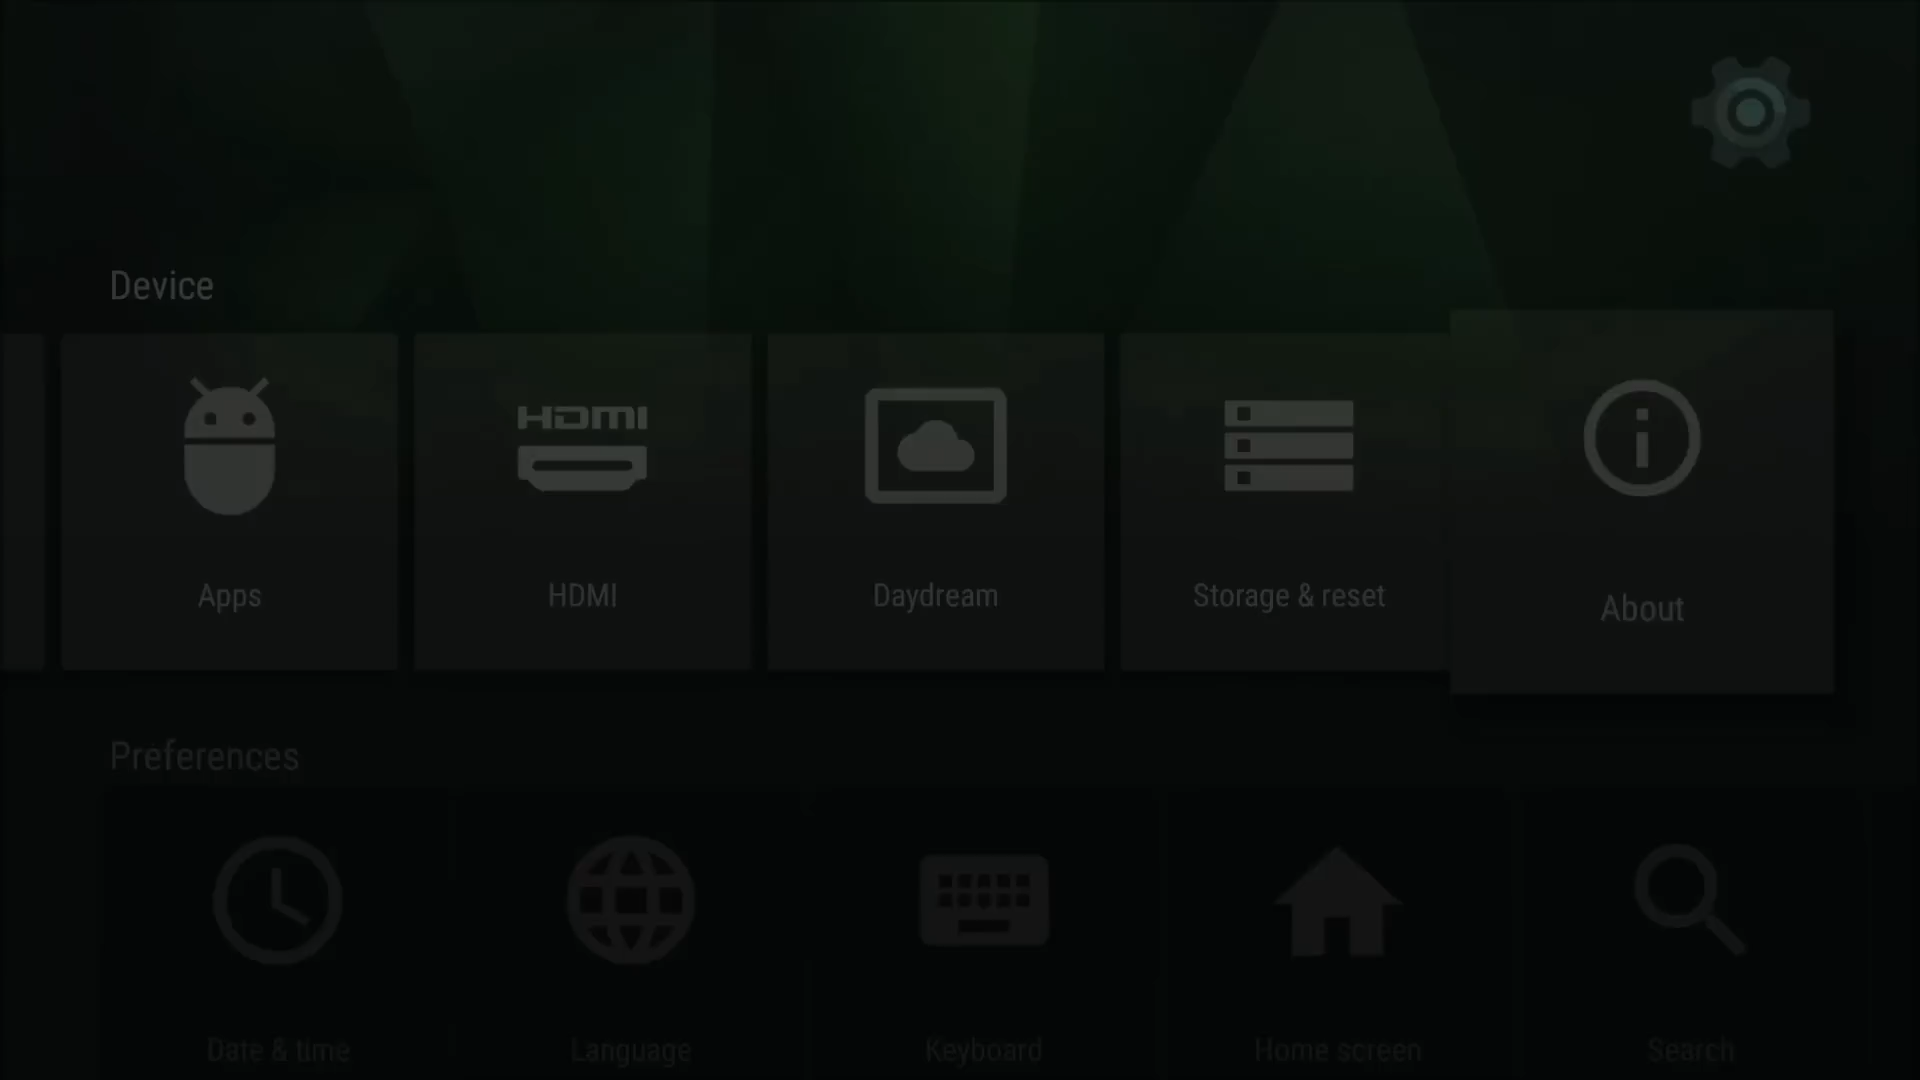 Device
HDMI
Apps
HDMI
Daydream
Storage & reset
About
Preferences
Date & time
Language
Keyboard
Home screen
Search